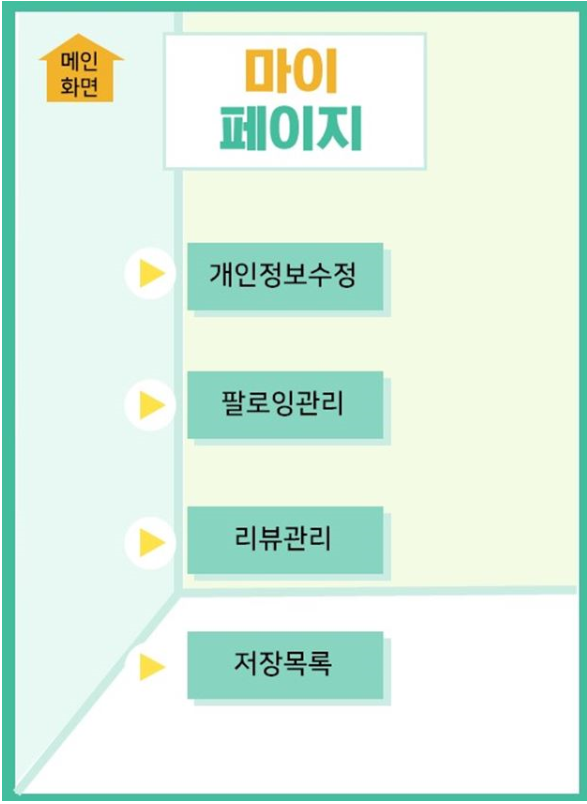 메인
화면
마이
페이지
개인정보수정
팔로잉관리
리뷰관리
저장목록